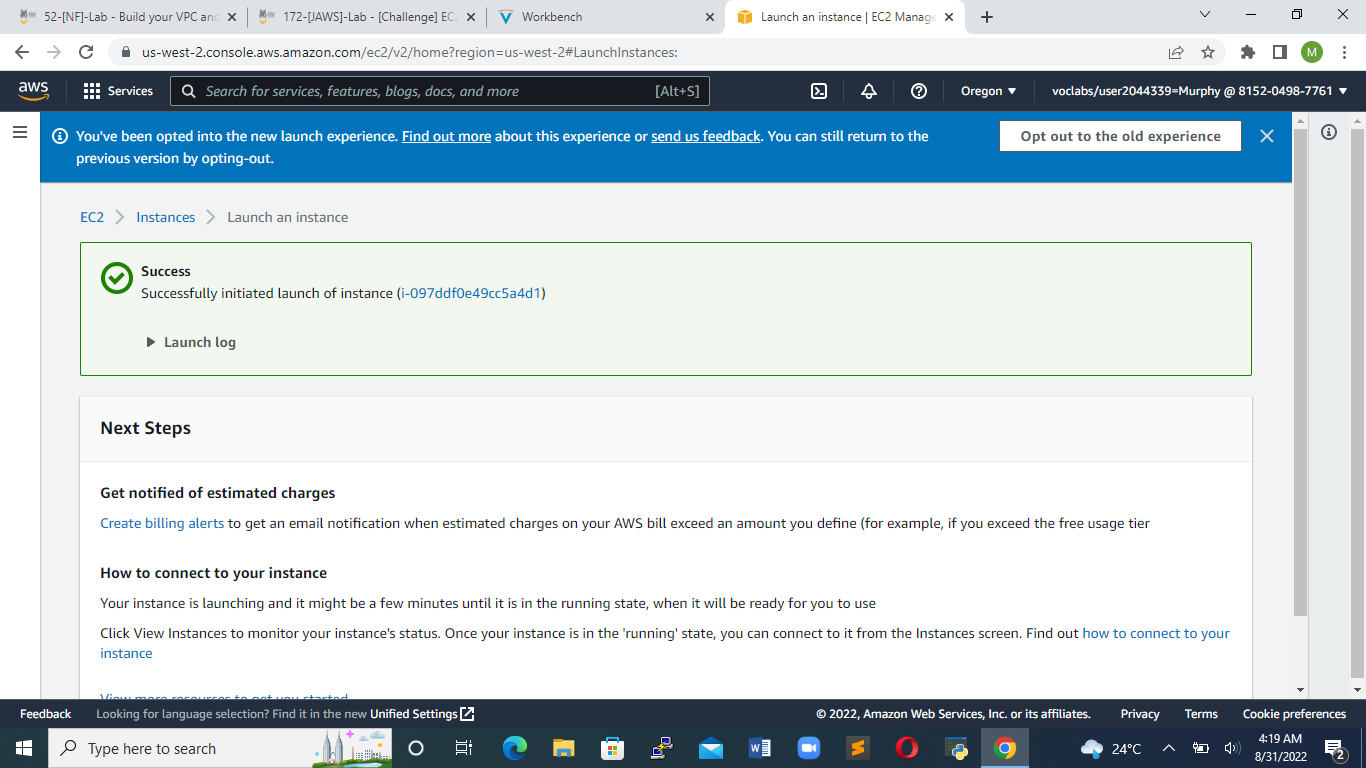 52-[NF]-Lab - Build your VPC and
172-[JAWS]-Lab - [Challenge] EC2
Workbench
Launch an instance | EC2 Manage
us-west-2.console.aws.amazon.com/ec2/v2/home?region=us-west-2#LaunchInstances:
M
aws
Services
Search for services, features, blogs, docs, and more
[Alt+S]
Oregon
voclabs/user2044339=Murphy @ 8152-0498-7761
You've been opted into the new launch experience. Find out more about this experience or send us feedback. You can still return to the
previous version by opting-out.
Opt out to the old experience
EC2
Instances
Launch an instance
Success
Successfully initiated launch of instance (i-097ddf0e49cc5a4d1)
Launch log
Next Steps
Get notified of estimated charges
Create billing alerts to get an email notification when estimated charges on your AWS bill exceed an amount you define (for example, if you exceed the free usage tier
How to connect to your instance
Your instance is launching and it might be a few minutes until it is in the running state, when it will be ready for you to use
Click View Instances to monitor your instance's status. Once your instance is in the 'running' state, you can connect to it from the Instances screen. Find out how to connect to your
instance
View more resources to get you started
Feedback
Looking for language selection? Find it in the new Unified Settings
© 2022, Amazon Web Services, Inc. or its affiliates.
Privacy
Terms
Cookie preferences
Type here to search
24°C
4:19 AM
8/31/2022
2